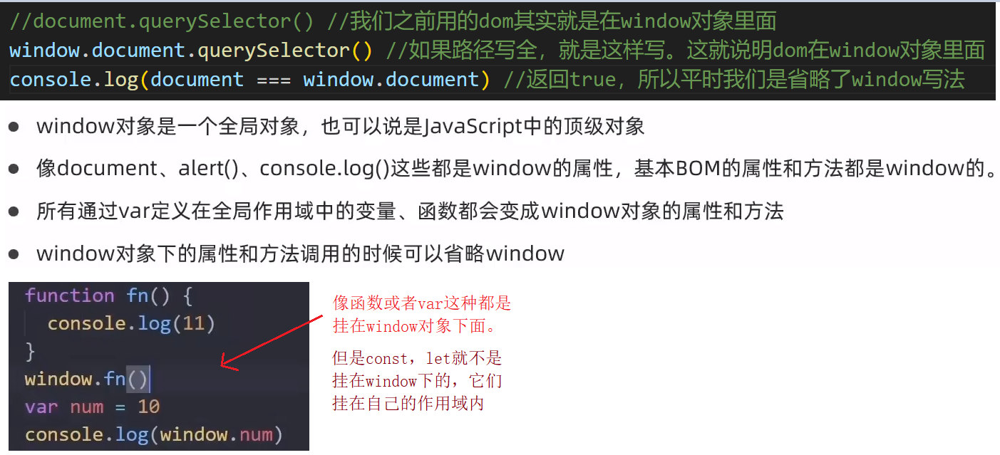 //document.querySelector() //我们之前用的dom其实就是在window对象里面
window.document.querySelector() //如果路径写全，就是这样写。这就说明dom在window对象里面
console.log(document === window.document) //返回true，所以平时我们是省略了window写法
● window对象是一个全局对象，也可以说是JavaScript中的顶级对象
● 像document、alert()、console.log()这些都是window的属性，基本BOM的属性和方法都是window的。
● 所有通过var定义在全局作用域中的变量、函数都会变成window对象的属性和方法
● window对象下的属性和方法调用的时候可以省略window
function fn() {
console.log(11)
}
window.fn()
var num = 10
console.log(window.num)
像函数或者var这种都是
挂在window对象下面。
但是const，let就不是
挂在window下的，它们
挂在自己的作用域内